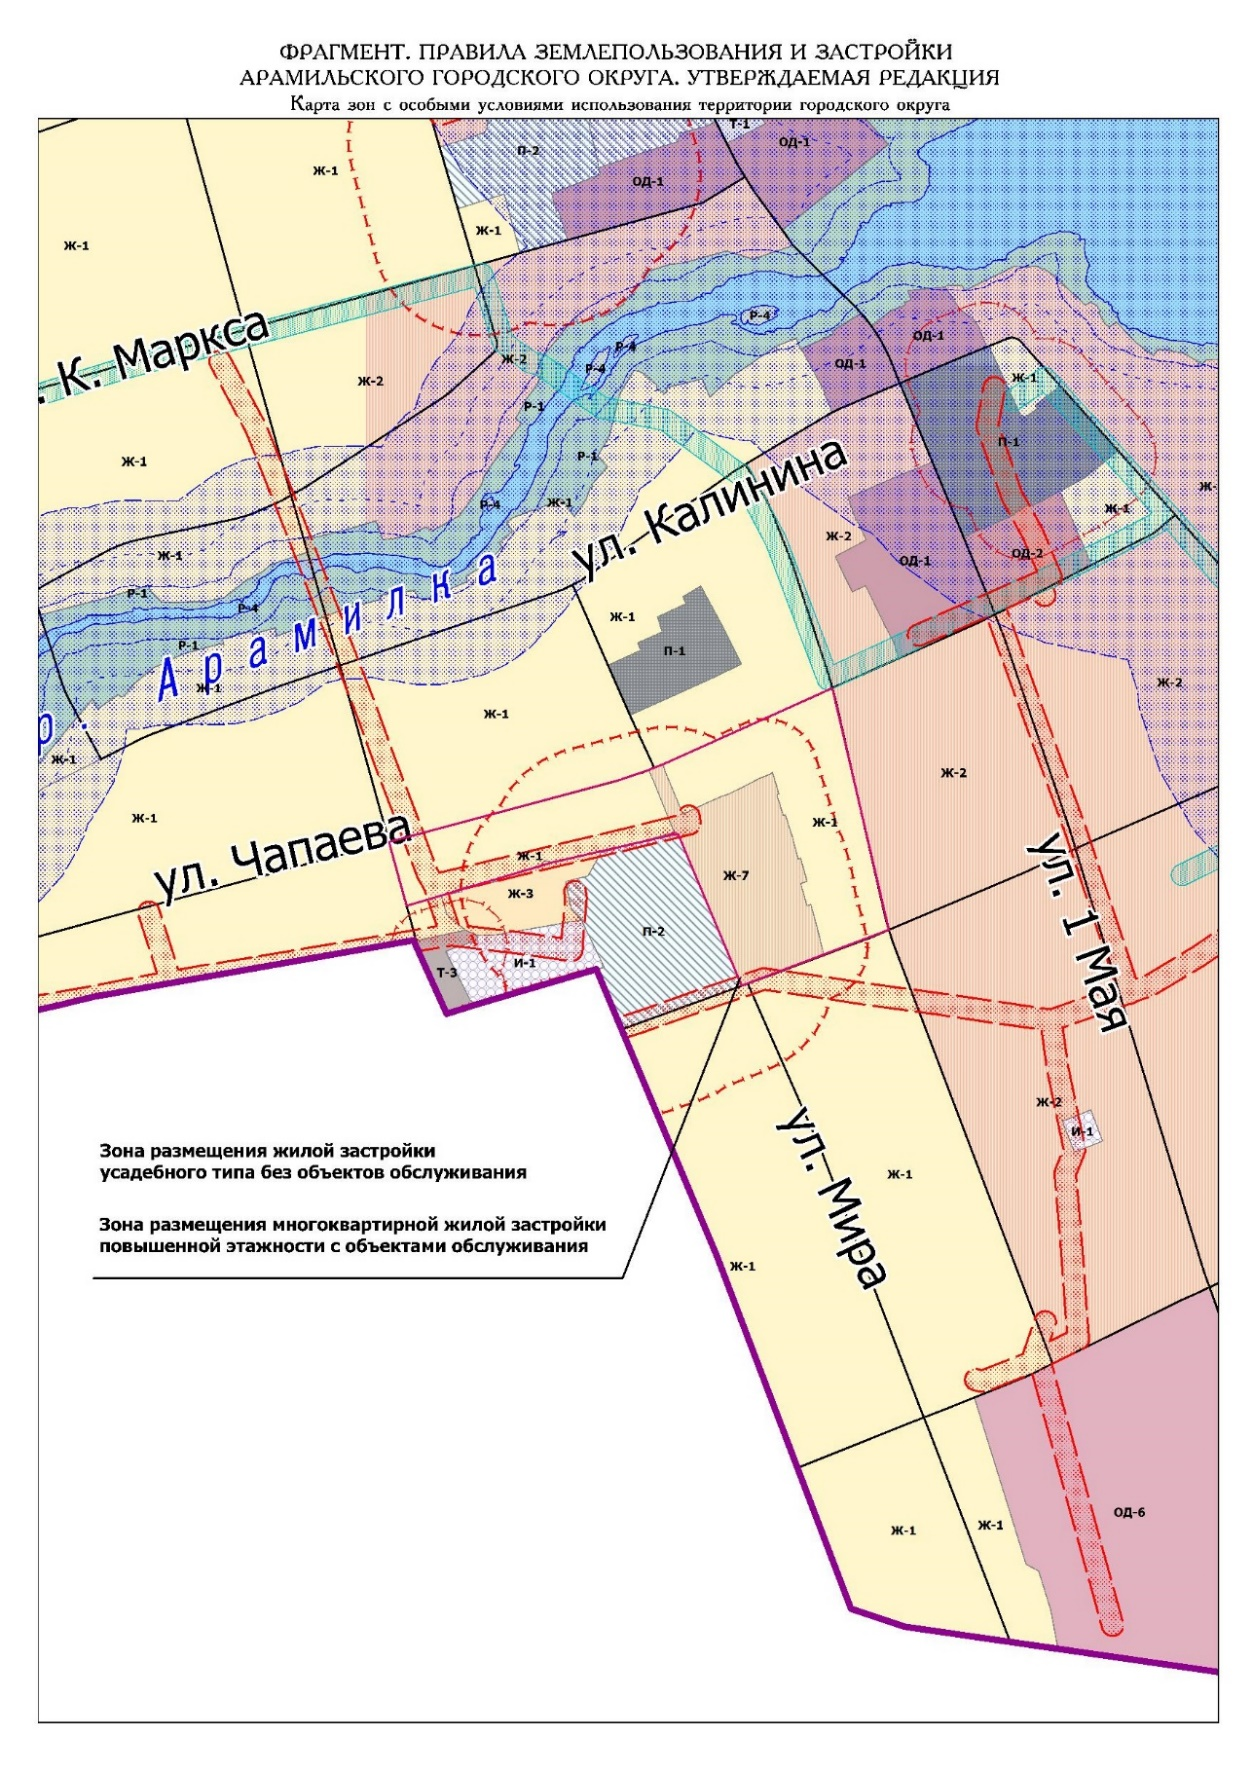 ФРАГМЕНТ. ПРАВИЛА ЗЕМЛЕПОЛЬЗОВАНИЯ И ЗАСТРОЙКИ
АРАМИЛЬСКОГО ГОРОДСКОГО ОКРУГА. УТВЕРЖДАЕМАЯ РЕДАКЦИЯ
Карта зон с особыми условиями использования территории городского округа
Т-1
ОД-1
П-2
Ж-1
ОД-1
Ж-1
Ж-1
Р-4
. К. Маркса
ОД-1
Р-4
Ж-2
ОД-1
Р-4
Ж-2
Ж-1
Р-1
П-1
Ж-1
Р-1
ул. Калинина
Ж-
Р-4
Ж-1
Ж-1
Ж-2
Ж-1
ОД-2
ОД-1
Р-1
Р-4
Ж-1
Р-1
П-1
р. Арамилка
Ж-1
Ж-2
Ж-1
Ж-1
Ж-2
Ж-1
Ж-1
ул. Чапаева
Ж-1
Ж-7
Ж-3
ул. 1 Мая
П-2
И-1
Т-3
Ж-2
И-1
Зона размещения жилой застройки
усадебного типа без объектов обслуживания
ул. Мира
Ж-1
Зона размещения многоквартирной жилой застройки
повышенной этажности с объектами обслуживания
Ж-1
ОД-6
Ж-1
Ж-1